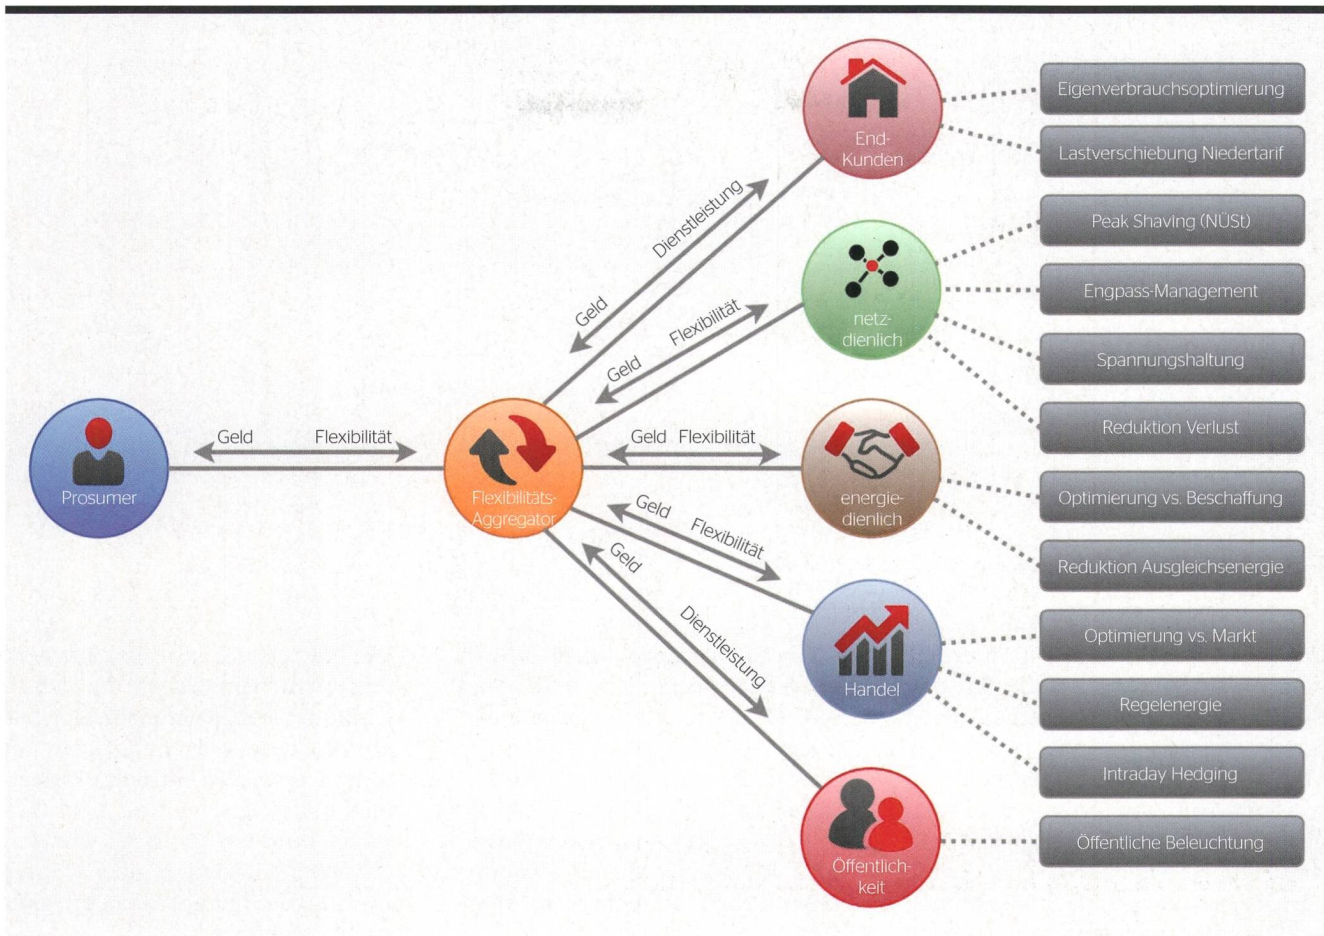 End-
Kunden
Eigenverbrauchsoptimierung
Lastverschiebung Niedertarif
Dienstleistung
Geld
netz-
dienlich
Peak Shaving (NÜSt)
Engpass-Management
Spannungshaltung
Reduktion Verlust
Flexibilität
Geld
Prosumer
Geld Flexibilität
Flexibilitäts-
Aggregator
Geld Flexibilität
energie-
dienlich
Optimierung vs. Beschaffung
Reduktion Ausgleichsenergie
Geld Flexibilität
Handel
Optimierung vs. Markt
Regelenergie
Intraday Hedging
Geld
Dienstleistung
Öffentlich-
keit
Öffentliche Beleuchtung